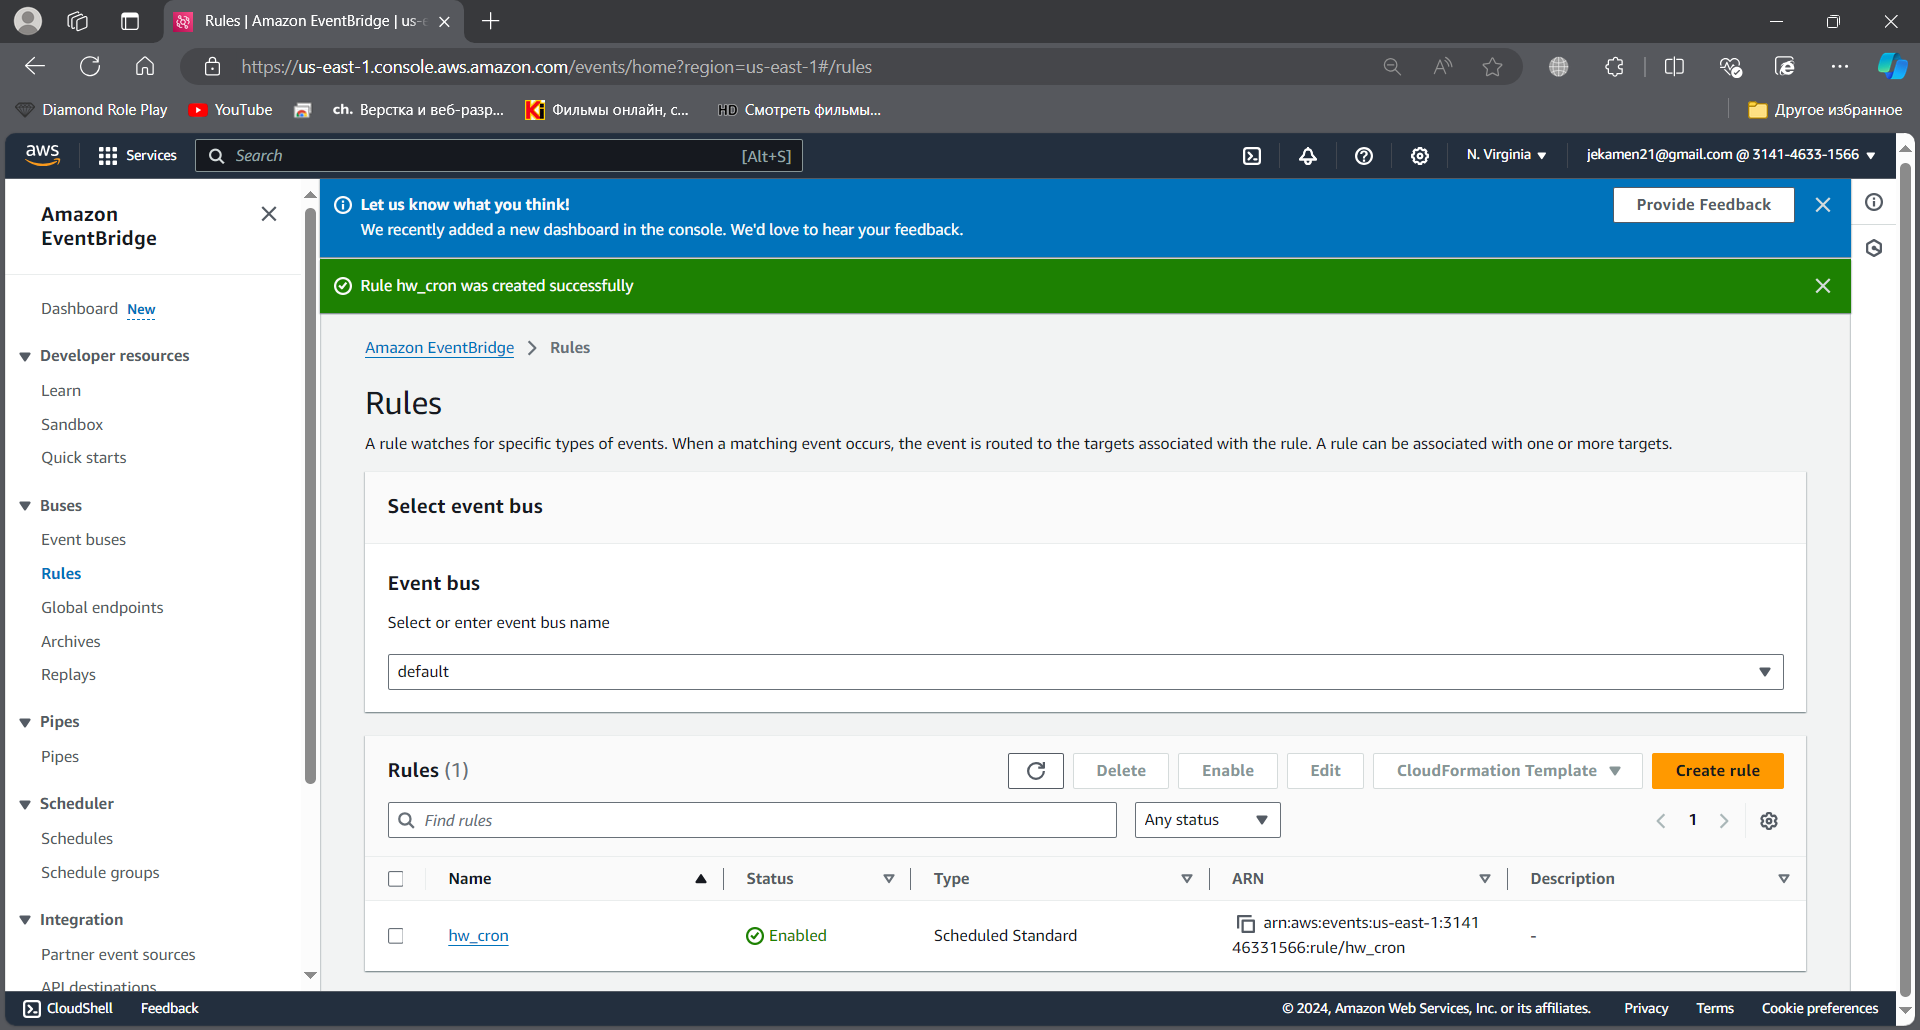 Rules | Amazon EventBridge | us-e
https://us-east-1.console.aws.amazon.com/events/home?region=us-east-1#/rules
Diamond Role Play
YouTube
ch. Верстка и веб-разр...
Фильмы онлайн, с...
HD Смотреть фильмы...
Другое избранное
aws
Services
Search
[Alt+S]
N. Virginia
jekamen21@gmail.com @ 3141-4633-1566
Amazon
EventBridge
Dashboard New
Developer resources
Learn
Sandbox
Quick starts
Buses
Event buses
Rules
Global endpoints
Archives
Replays
Pipes
Pipes
Scheduler
Schedules
Schedule groups
Integration
Partner event sources
API destinations
Let us know what you think!
We recently added a new dashboard in the console. We'd love to hear your feedback.
Provide Feedback
Rule hw_cron was created successfully
Amazon EventBridge > Rules
Rules
A rule watches for specific types of events. When a matching event occurs, the event is routed to the targets associated with the rule. A rule can be associated with one or more targets.
Select event bus
Event bus
Select or enter event bus name
default
Rules (1)
Delete
Enable
Edit
CloudFormation Template
Create rule
Find rules
Any status
1
Name
Status
Type
ARN
Description
hw_cron
Enabled
Scheduled Standard
arn:aws:events:us-east-1:3141
46331566:rule/hw_cron
-
CloudShell
Feedback
© 2024, Amazon Web Services, Inc. or its affiliates.
Privacy
Terms
Cookie preferences